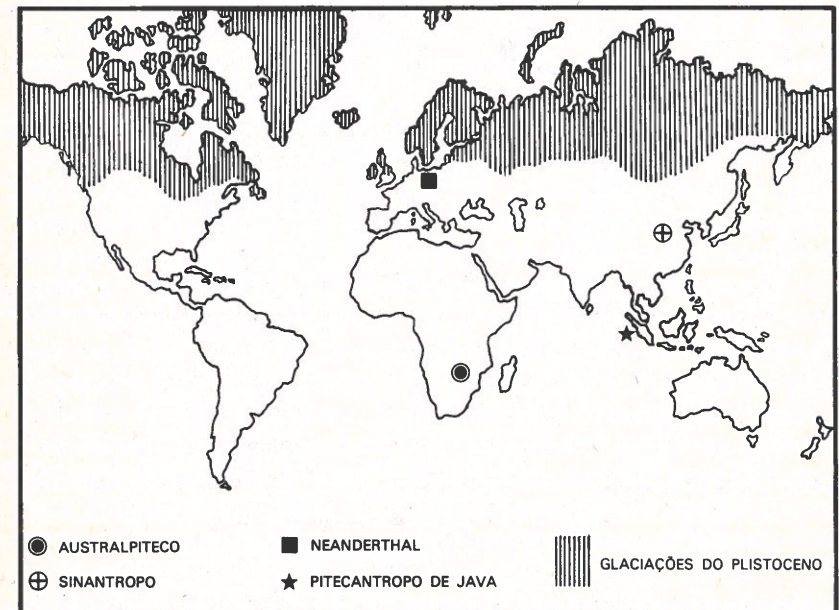 AUSTRALPITECO
NEANDERTHAL
GLACIAÇÕES DO PLISTOCENO
SINANTROPO
PITECANTROPO DE JAVA